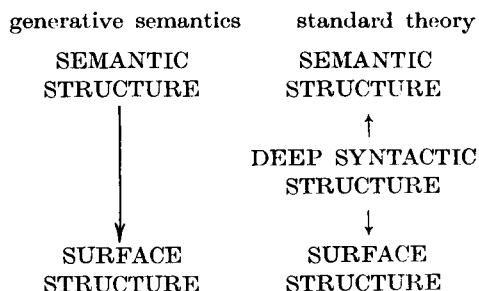 generative semantics standard theory
SEMANTIC SEMANTIC
STRUCTURE STRUCTURE
DEEP SYNTACTIC
STRUCTURE
SURFACE SURFACE
STRUCTURE STRUCTURE